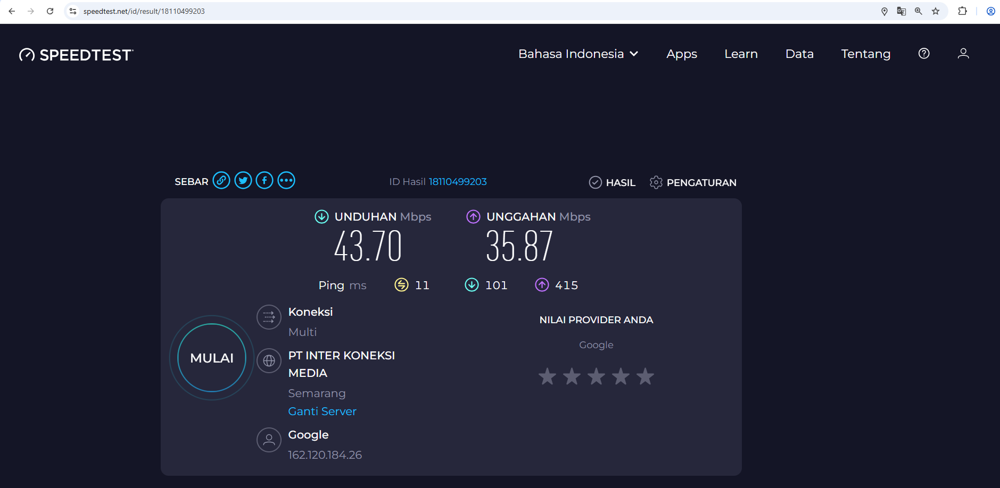 speedtest.net/id/result/18110499203
SPEEDTEST
Bahasa Indonesia Apps Learn Data Tentang
SEBAR ID Hasil 18110499203 HASIL PENGATURAN
UNDUHAN Mbps UNGGAHAN Mbps
43.70 35.87
Ping ms 11 101 415
Koneksi
Multi
PT INTER KONEKSI
MEDIA
Semarang
Ganti Server
Google
162.120.184.26
MULAI
NILAI PROVIDER ANDA
Google